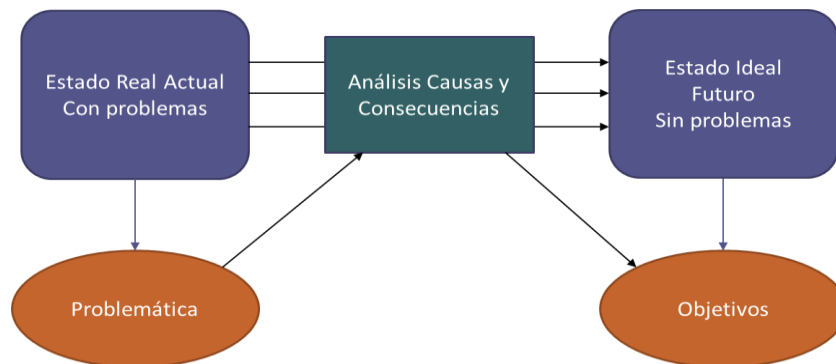 Estado Real Actual
Con problemas
Análisis Causas y
Consecuencias
Estado Ideal
Futuro
Sin problemas
Problemática
Objetivos